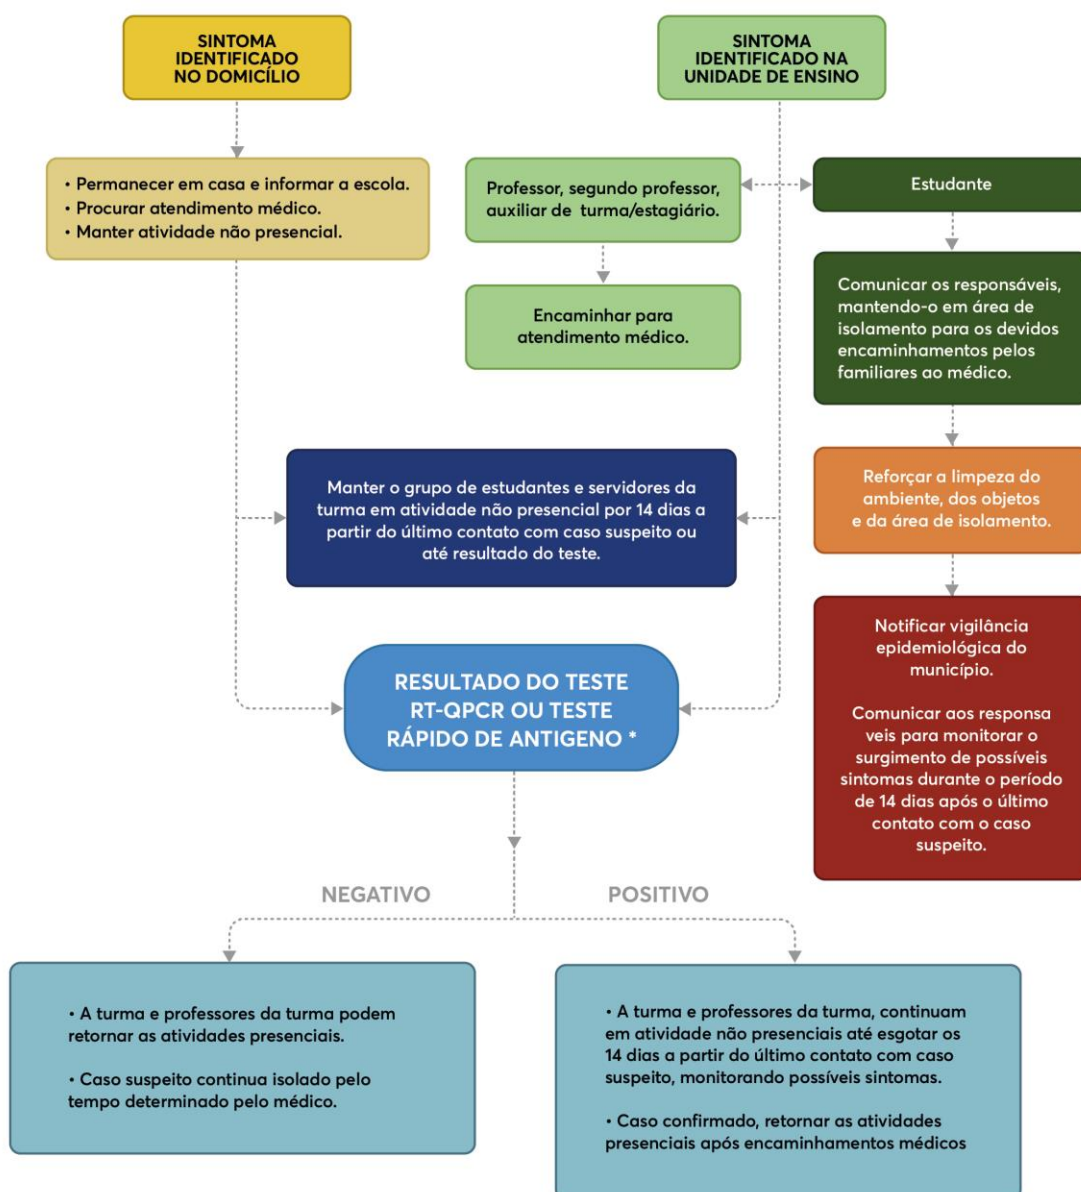 SINTOMA
IDENTIFICADO
NO DOMICÍLIO
SINTOMA
IDENTIFICADO NA
UNIDADE DE ENSINO
• Permanecer em casa e informar a escola.
• Procurar atendimento médico.
• Manter atividade não presencial.
Professor, segundo professor,
auxiliar de turma/estagiário.
Estudante
Encaminhar para
atendimento médico.
Comunicar os responsáveis,
mantendo-o em área de
isolamento para os devidos
encaminhamentos pelos
familiares ao médico.
Manter o grupo de estudantes e servidores da
turma em atividade não presencial por 14 dias a
partir do último contato com caso suspeito ou
até resultado do teste.
Reforçar a limpeza do
ambiente, dos objetos
e da área de isolamento.
Notificar vigilância
epidemiológica do
município.
Comunicar aos responsa
veis para monitorar o
surgimento de possíveis
sintomas durante o período
de 14 dias após o último
contato com o caso
suspeito.
RESULTADO DO TESTE
RT-QPCR OU TESTE
RÁPIDO DE ANTIGENO *
NEGATIVO
POSITIVO
• A turma e professores da turma podem
retornar as atividades presenciais.
• Caso suspeito continua isolado pelo
tempo determinado pelo médico.
• A turma e professores da turma, continuam
em atividade não presenciais até esgotar os
14 dias a partir do último contato com caso
suspeito, monitorando possíveis sintomas.
• Caso confirmado, retornar as atividades
presenciais após encaminhamentos médicos